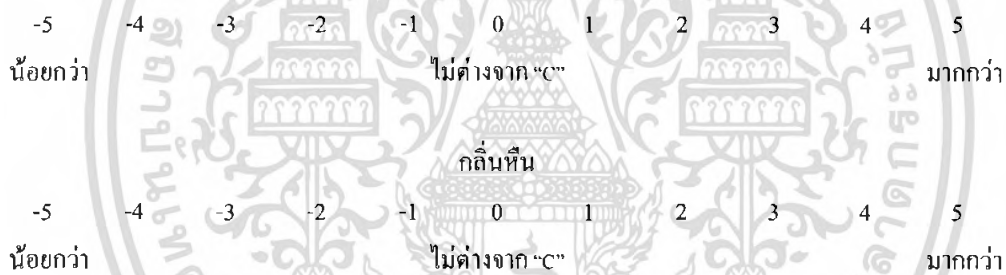 -5 -4 -3 -2 -1 0 1 2 3 4 5
น้อยกว่า ไม่ต่างจาก “C” มากกว่า
กลิ่นหืน
-5 -4 -3 -2 -1 0 1 2 3 4 5
น้อยกว่า ไม่ต่างจาก “C” มากกว่า